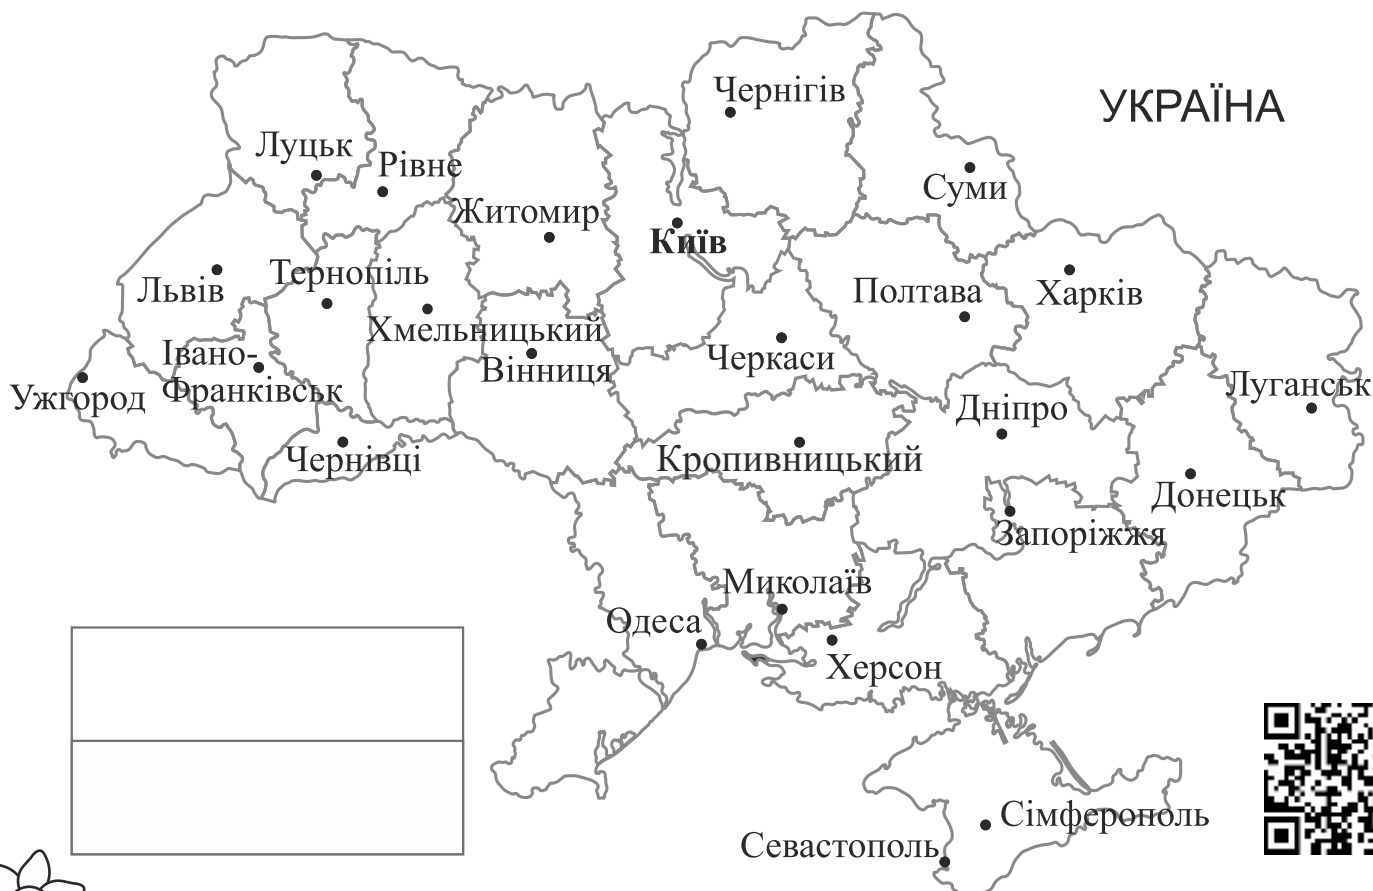 Чернігів
УКРАЇНА
Луцьк
Рівне
Суми
Житомир
Київ
Львів
Тернопіль
Полтава
Харків
Хмельницький
Івано-
Франківськ
Вінниця
Черкаси
Луганськ
Ужгород
Дніпро
Чернівці
Кропивницький
Донецьк
Запоріжжя
Миколаїв
Одеса
Херсон
Сімферополь
Севастополь